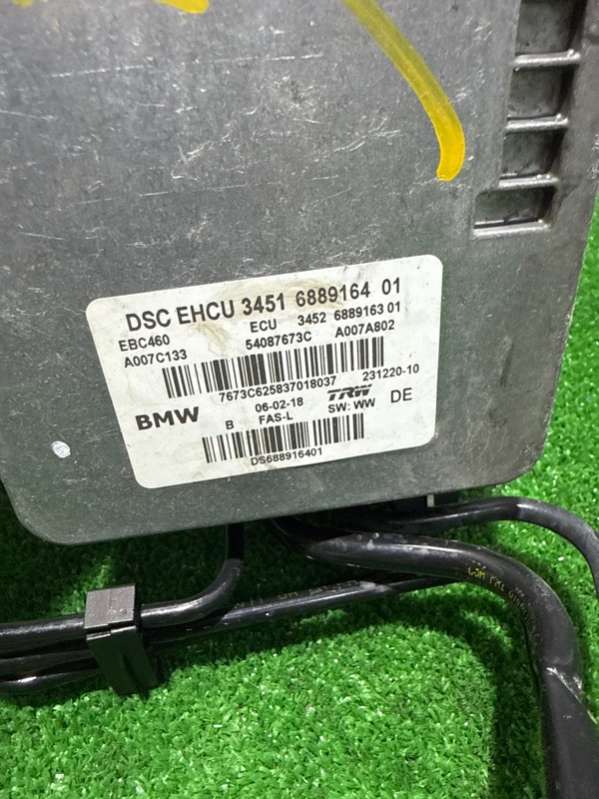 DSC EHCU 3451 6889164 01
EBC460 ECU 3452 6889163 01
A007C133 54087673C A007A802
7673C625837018037 231220-10
BMW 06-02-18 TRW DE
B FAS-L SW: WW
DS688916401